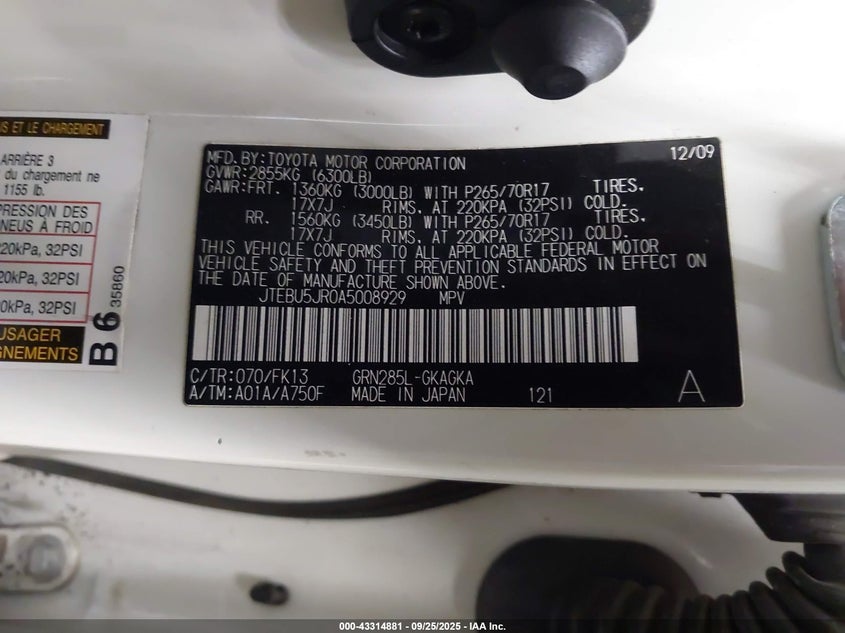 US ET LE CHARGEMENT
ARRIÈRE 3
du chargement ne
1155 lb.
PRESSION DES
PNEUS À FROID
220kPa, 32PSI
220kPa, 32PSI
20kPa, 32PSI
USAGER
GNEMENTS
B6
35860
MFD.BY:TOYOTA MOTOR CORPORATION 12/09
GVWR:2855KG (6300LB)
GAWR:FRT. 1360KG (3000LB) WITH P265/70R17 TIRES.
17X7J RIMS. AT 220KPA (32PSI) COLD.
RR. 1560KG (3450LB) WITH P265/70R17 TIRES.
17X7J RIMS. AT 220KPA (32PSI) COLD.
THIS VEHICLE CONFORMS TO ALL APPLICABLE FEDERAL MOTOR
VEHICLE SAFETY AND THEFT PREVENTION STANDARDS IN EFFECT ON
THE DATE OF MANUFACTURE SHOWN ABOVE.
JTEBU5JR0A5008929 MPV
C/TR:070/FK13 GRN285L-GKAGKA
A/TM:A01A/A750F MADE IN JAPAN 121 A
000-43314881 - 09/25/2025 - IAA Inc.